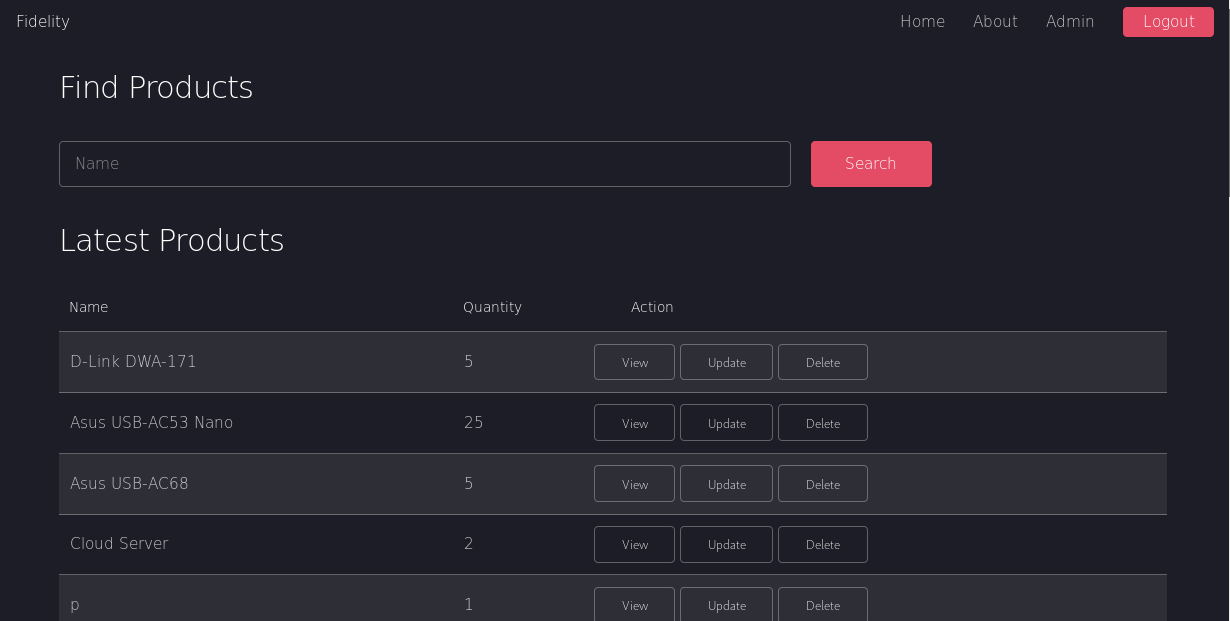 Fidelity Home About Admin Logout
Find Products
Name Search
Latest Products
Name Quantity Action
D-Link DWA-171 5 View Update Delete
Asus USB-AC53 Nano 25 View Update Delete
Asus USB-AC68 5 View Update Delete
Cloud Server 2 View Update Delete
p 1 View Update Delete